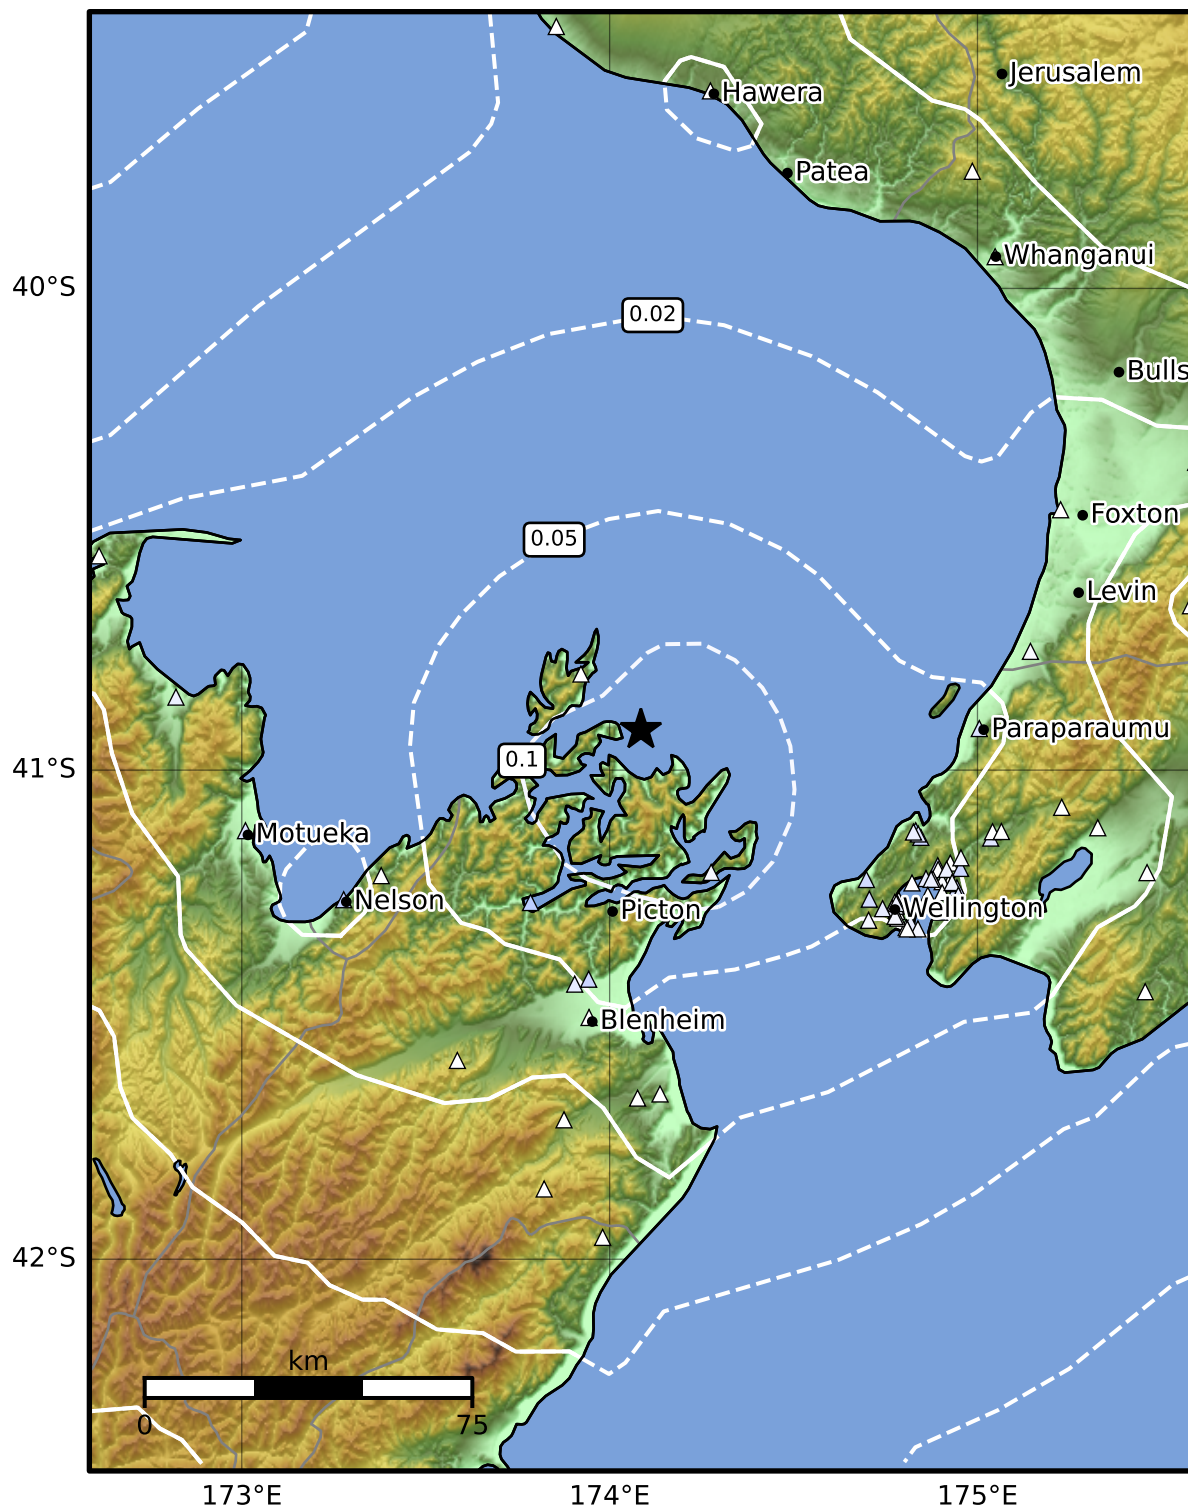 Jerusalem
Hawera
Patea
Whanganui
40°S
0.02
Bulls
Foxton
0.05
Levin
Paraparaumu
0.1
41°S
Motueka
Nelson
Picton
Wellington
Blenheim
42°S
km
0 75
173°E 174°E 175°E